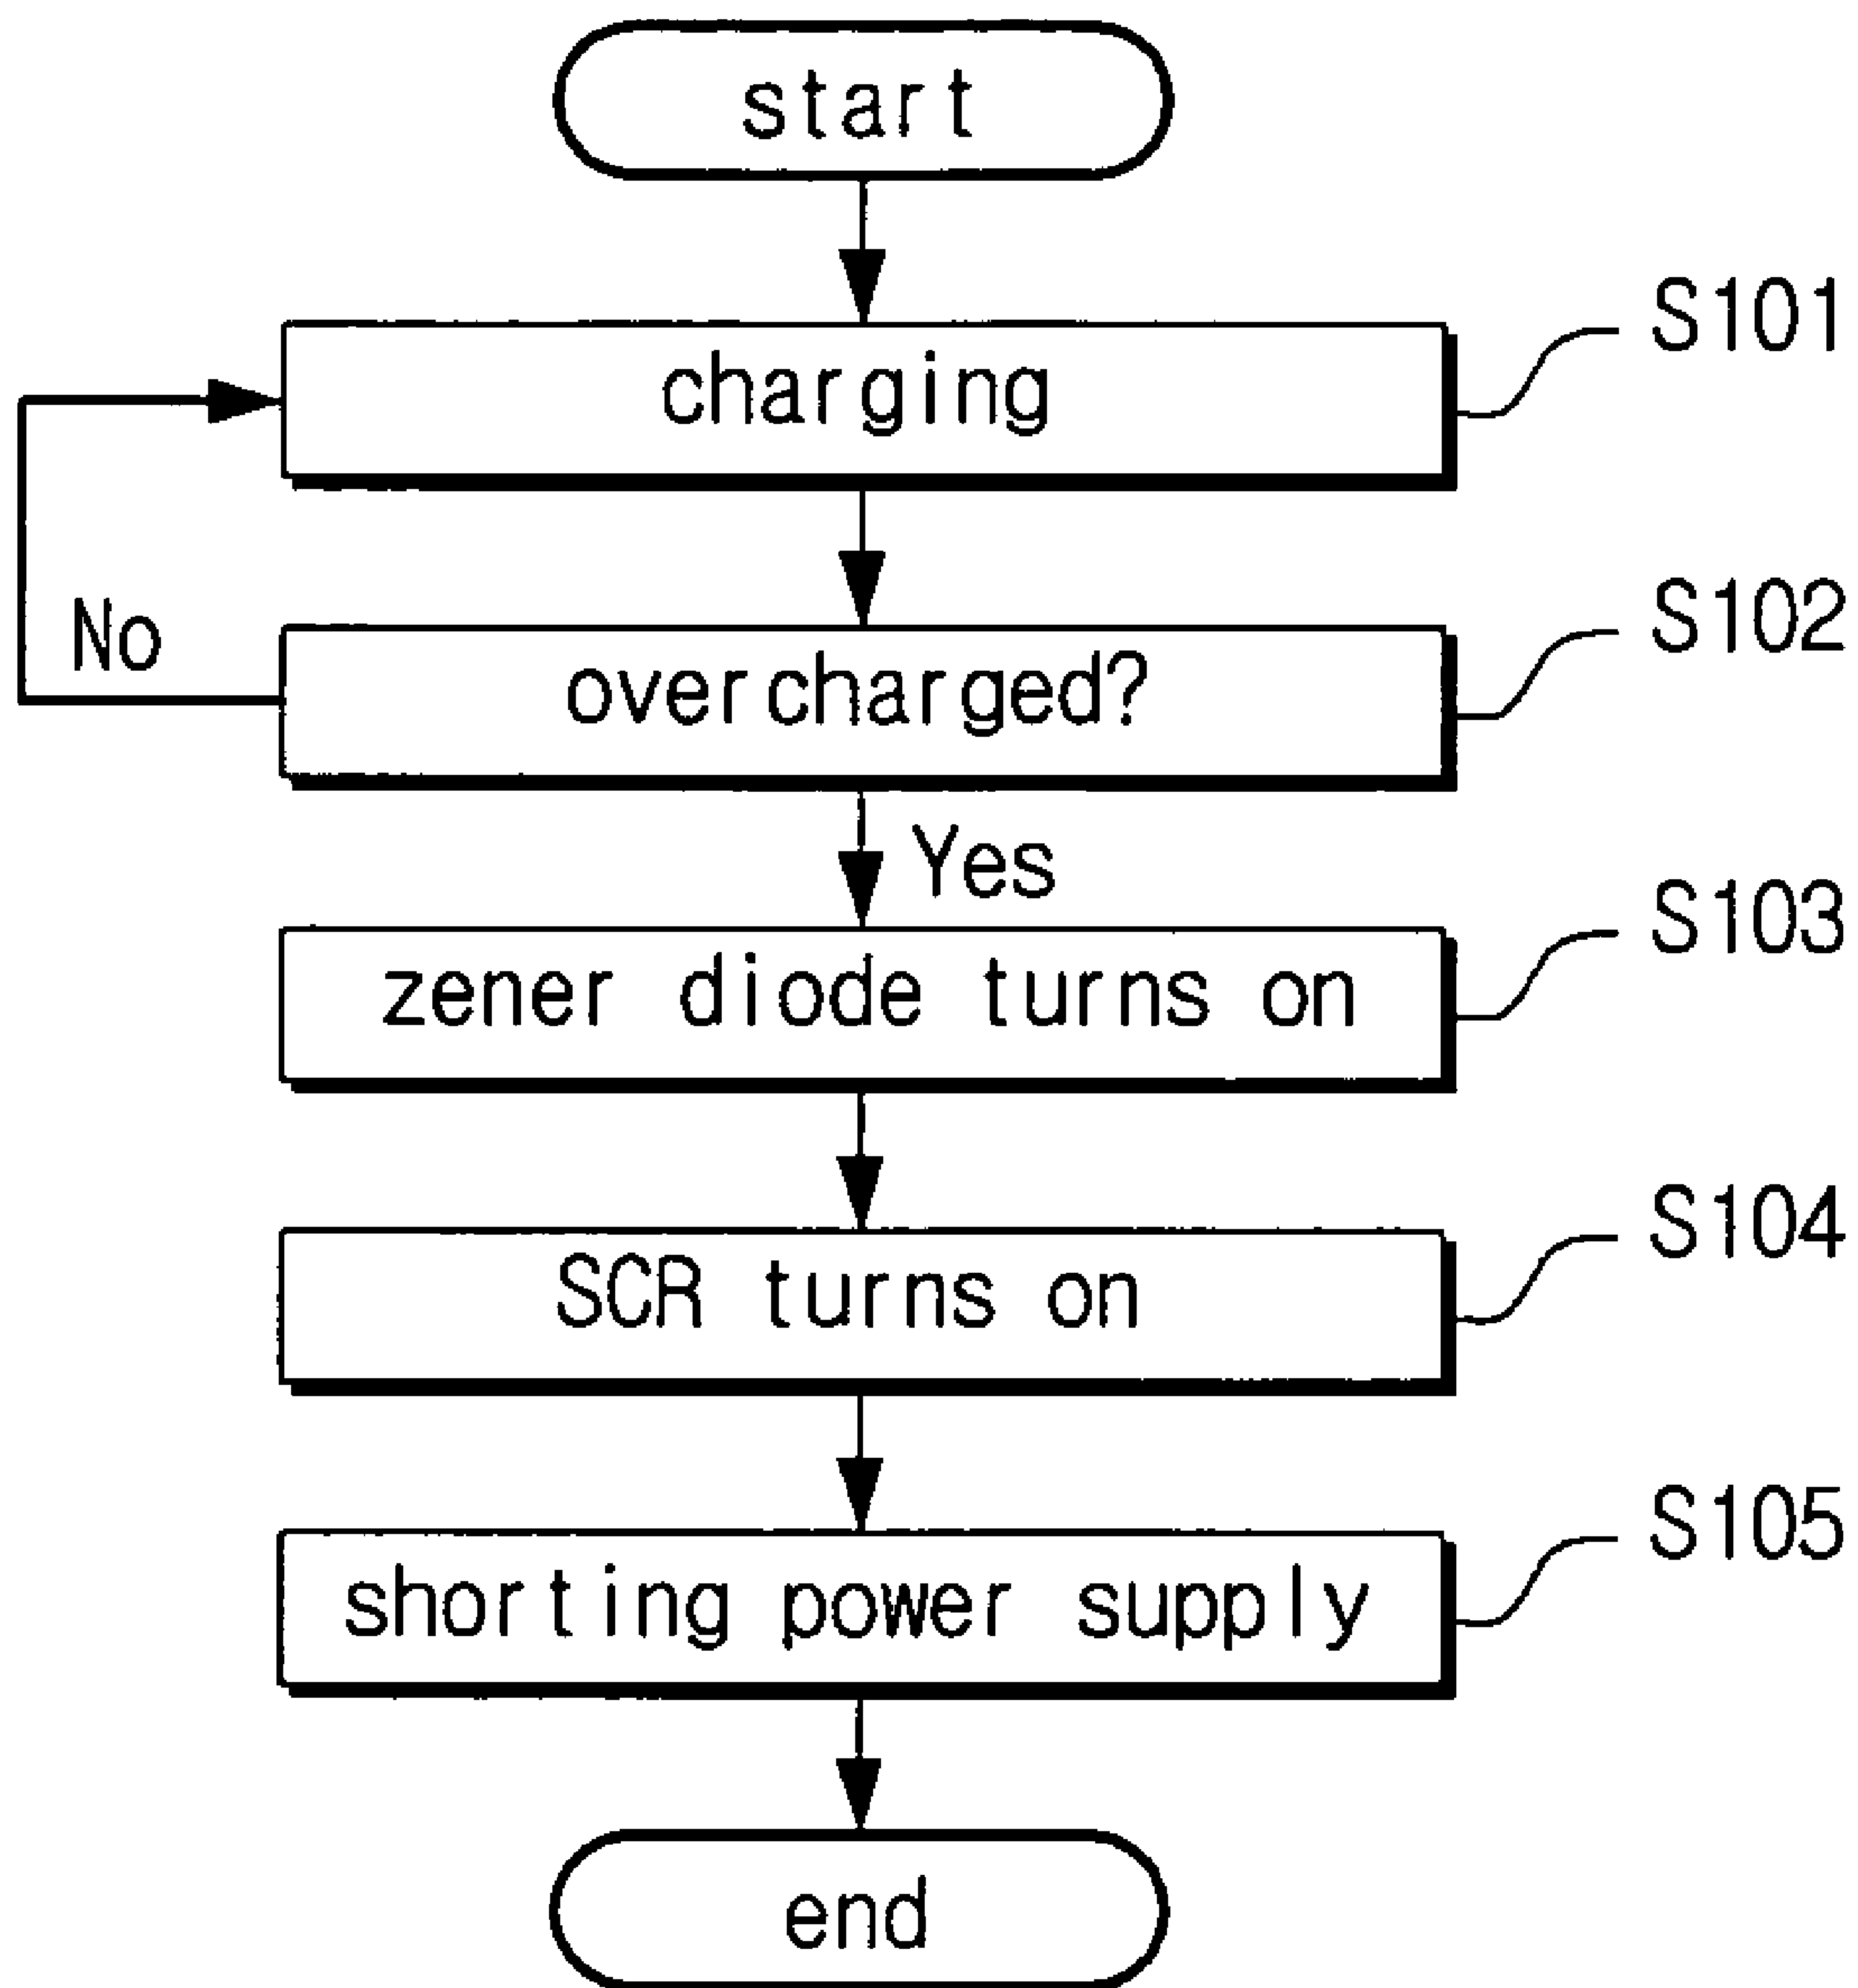 start
charging
S101
No
overcharged?
S102
Yes
zener diode turns on
S103
SCR turns on
S104
shorting power supply
S105
end